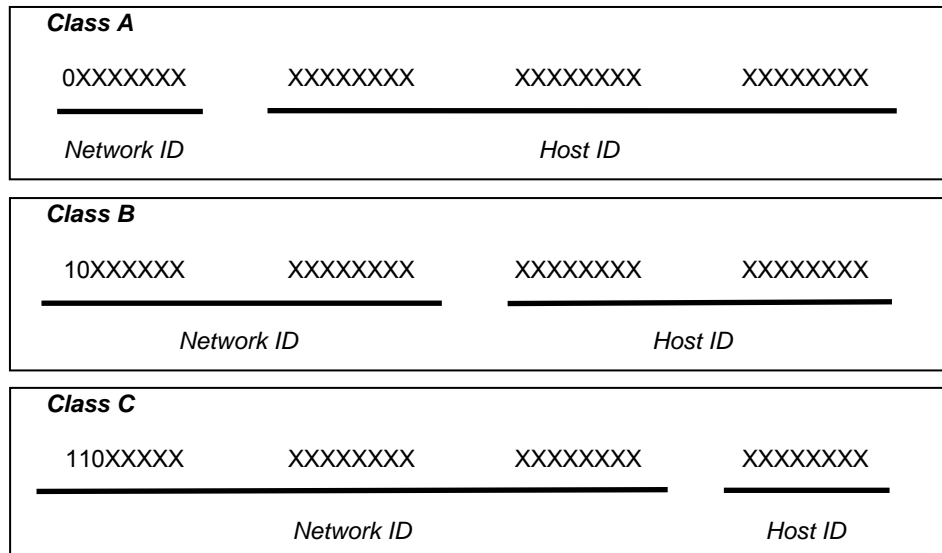 Class A
0XXXXXXX XXXXXXXX XXXXXXXX XXXXXXXX
Network ID Host ID
Class B
10XXXXXX XXXXXXXX XXXXXXXX XXXXXXXX
Network ID Host ID
Class C
110XXXXX XXXXXXXX XXXXXXXX XXXXXXXX
Network ID Host ID